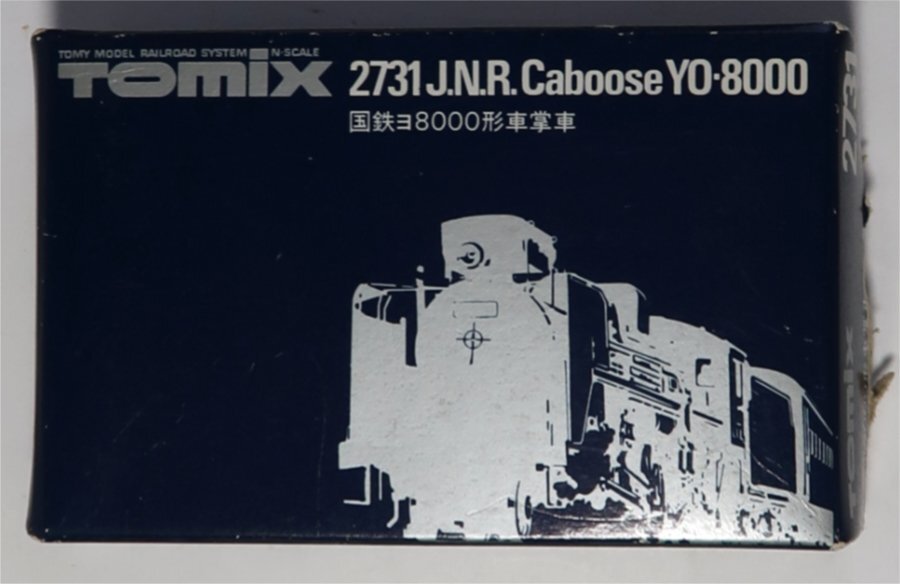 TOMY MODEL RAILROAD SYSTEM N-SCALE
TOMIX 2731 J.N.R. Caboose YO·8000
国鉄ヨ8000形車掌車
2731
TOMIX